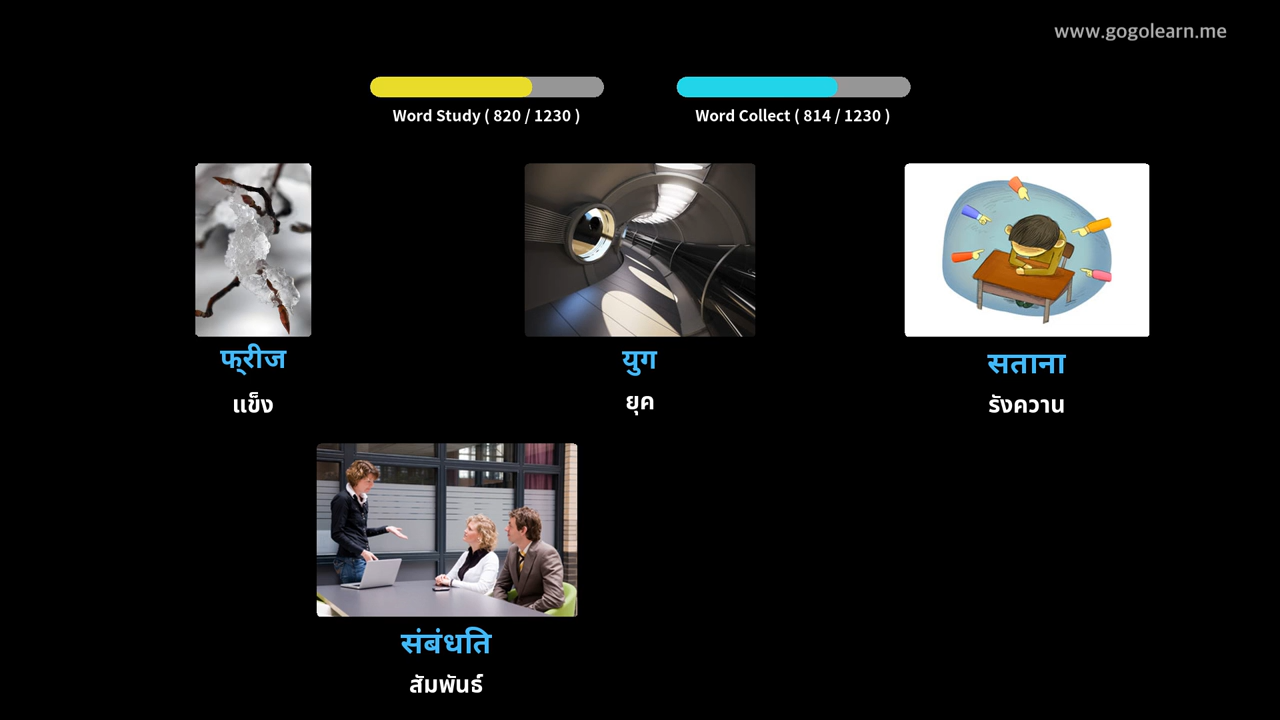 www.gogolearn.me
Word Study ( 820 / 1230 )
Word Collect ( 814 / 1230 )
फ्रीज
แข็ง
युग
ยุค
सताना
รังควาน
संबंधति
สัมพันธ์